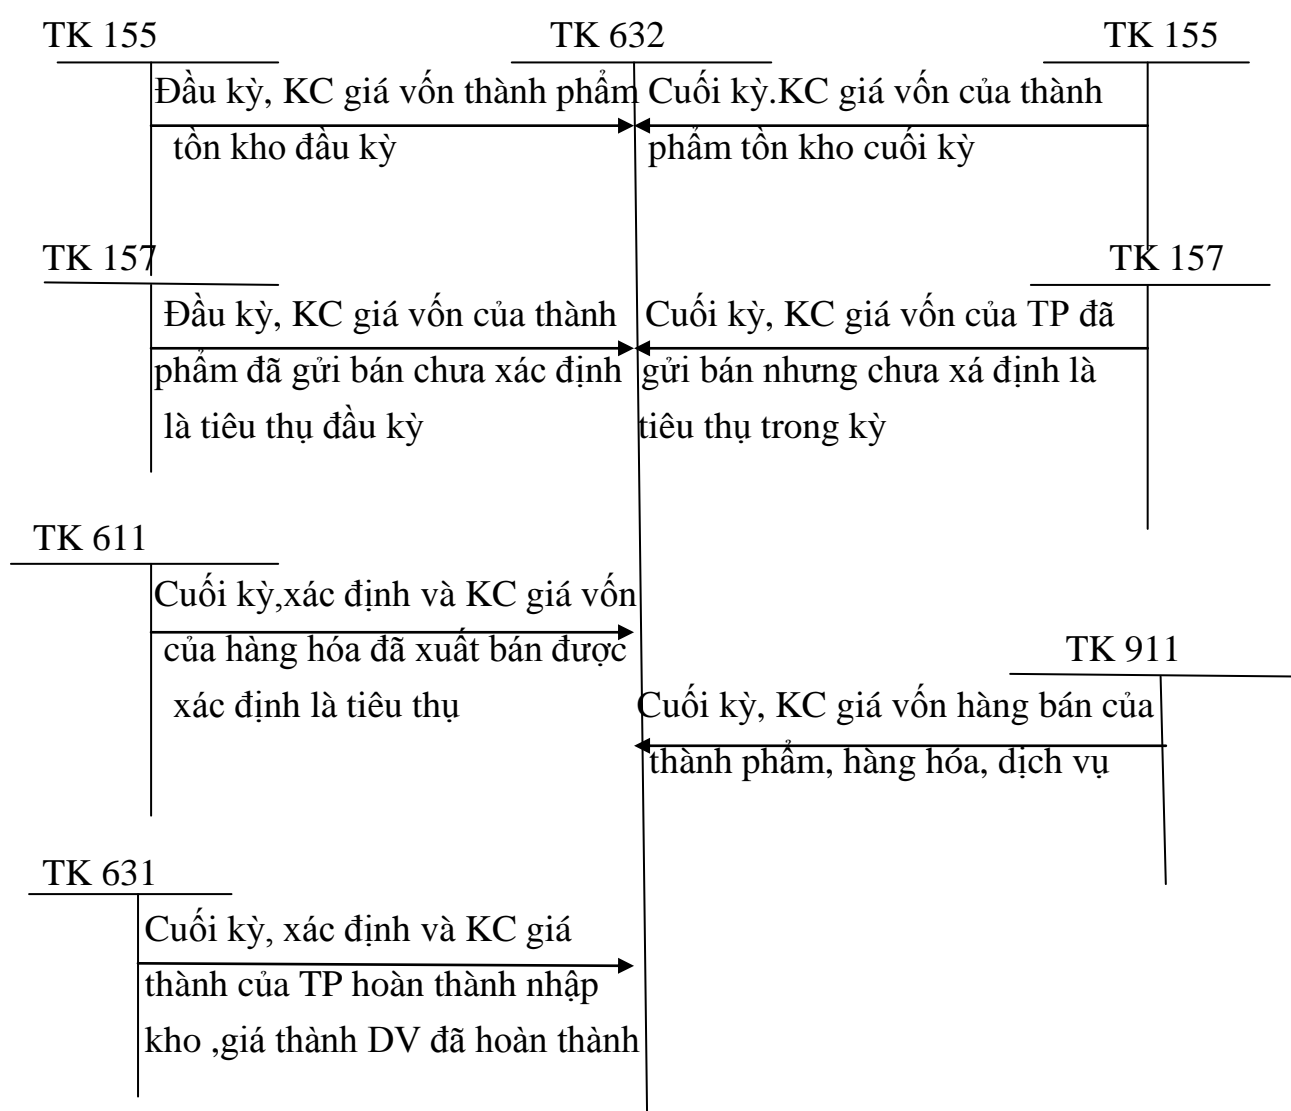 TK 155
TK 632
TK 155
Đầu kỳ, KC giá vốn thành phẩm
tồn kho đầu kỳ
Cuối kỳ.KC giá vốn của thành
phẩm tồn kho cuối kỳ
TK 157
TK 157
Đầu kỳ, KC giá vốn của thành
phẩm đã gửi bán chưa xác định
là tiêu thụ đầu kỳ
Cuối kỳ, KC giá vốn của TP đã
gửi bán nhưng chưa xá định là
tiêu thụ trong kỳ
TK 611
Cuối kỳ,xác định và KC giá vốn
của hàng hóa đã xuất bán được
xác định là tiêu thụ
TK 911
Cuối kỳ, KC giá vốn hàng bán của
thành phẩm, hàng hóa, dịch vụ
TK 631
Cuối kỳ, xác định và KC giá
thành của TP hoàn thành nhập
kho ,giá thành DV đã hoàn thành